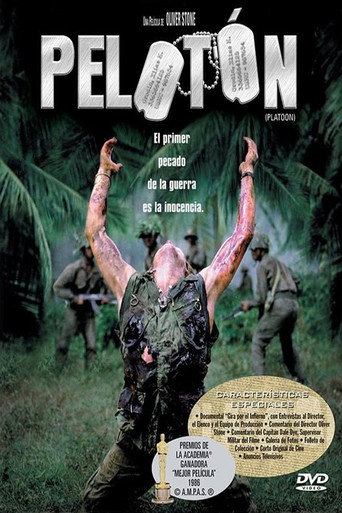 UNA PELÍCULA DE OLIVER STONE
PELOTÓN
(PLATOON)
El primer
pecado
de la guerra
es la inocencia.
CARACTERÍSTICAS
ESPECIALES
• Documental "Gira por el Infierno", con Entrevistas al Director,
el Elenco y el Equipo de Producción • Comentario del Director Oliver
Stone • Comentario del Capitán Dale Dye, Supervisor
Militar del Filme • Galería de Fotos • Folleto de
Colección • Corto Original de Cine
• Anuncios Televisivos
PREMIOS DE
LA ACADEMIA®
GANADORA
"MEJOR PELÍCULA"
1986
© A.M.P.A.S. ®
DVD
VIDEO